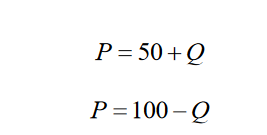 P = 50 + Q
P = 100 − Q